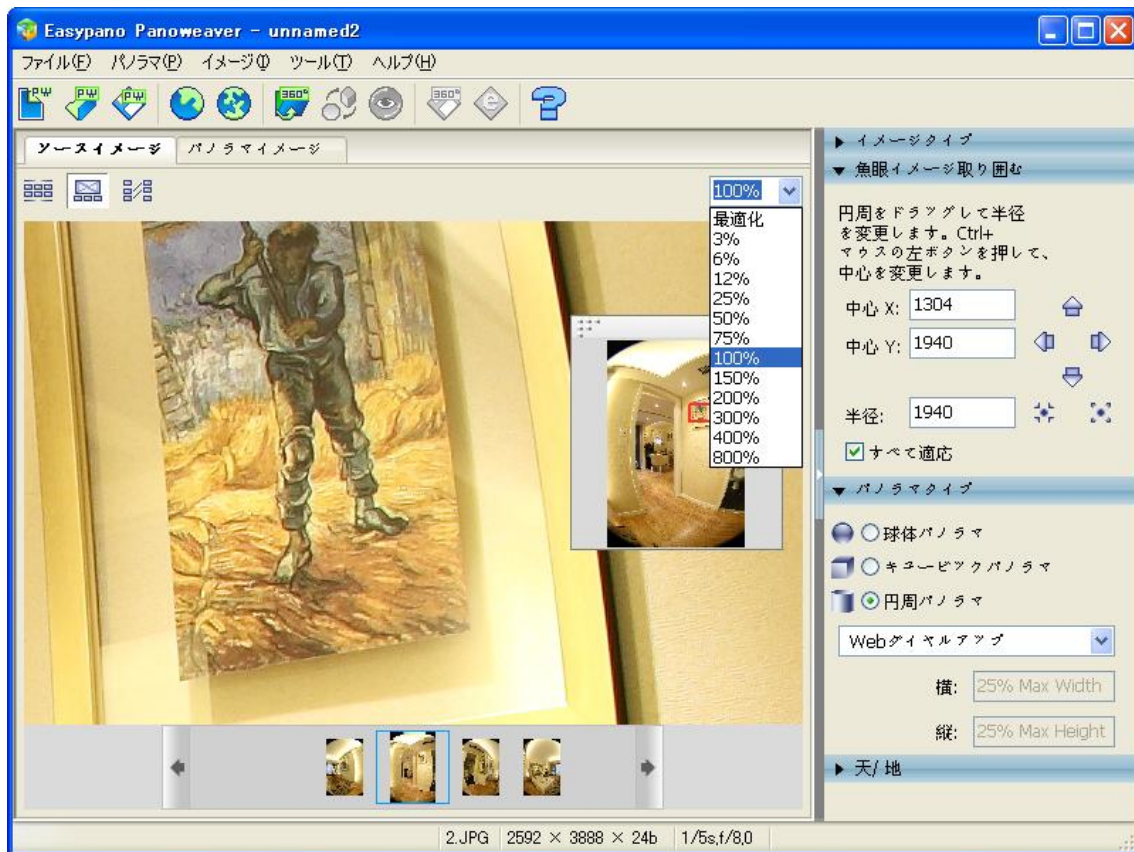 Easypano Panoweaver - unnamed2
ファイル(F) パノラマ(P) イメージ(I) ツール(T) ヘルプ(H)
PW PW PW 360° 360° e ?
ソースイメージ パノラマイメージ
100%
最適化
3%
6%
12%
25%
50%
75%
100%
150%
200%
300%
400%
800%
イメージタイプ
魚眼イメージ取り囲む
円周をドラッグして半径
を変更します。Ctrl+
マウスの左ボタンを押して、
中心を変更します。
中心 X: 1304
中心 Y: 1940
半径: 1940
すべて適応
パノラマタイプ
球体パノラマ
キュービックパノラマ
円周パノラマ
Webダイヤルアップ
横: 25% Max Width
縦: 25% Max Height
天/地
2.JPG 2592 × 3888 × 24b 1/5s,f/8,0